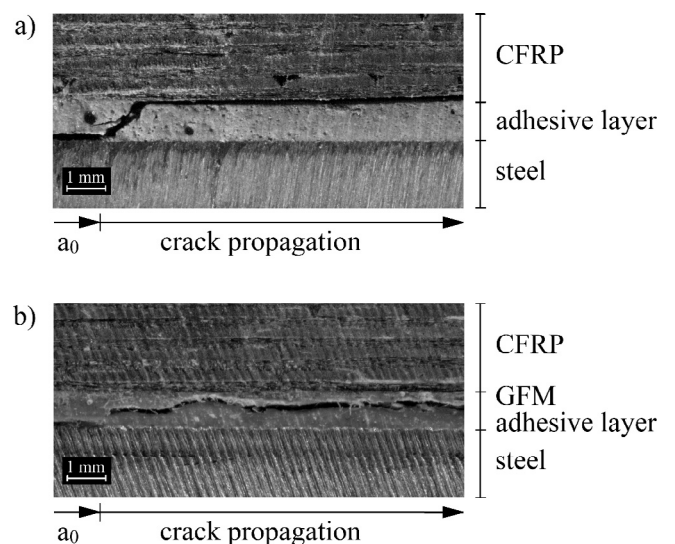 a)
CFRP
adhesive layer
steel
1 mm
a₀
crack propagation
b)
CFRP
GFM
adhesive layer
steel
1 mm
a₀
crack propagation